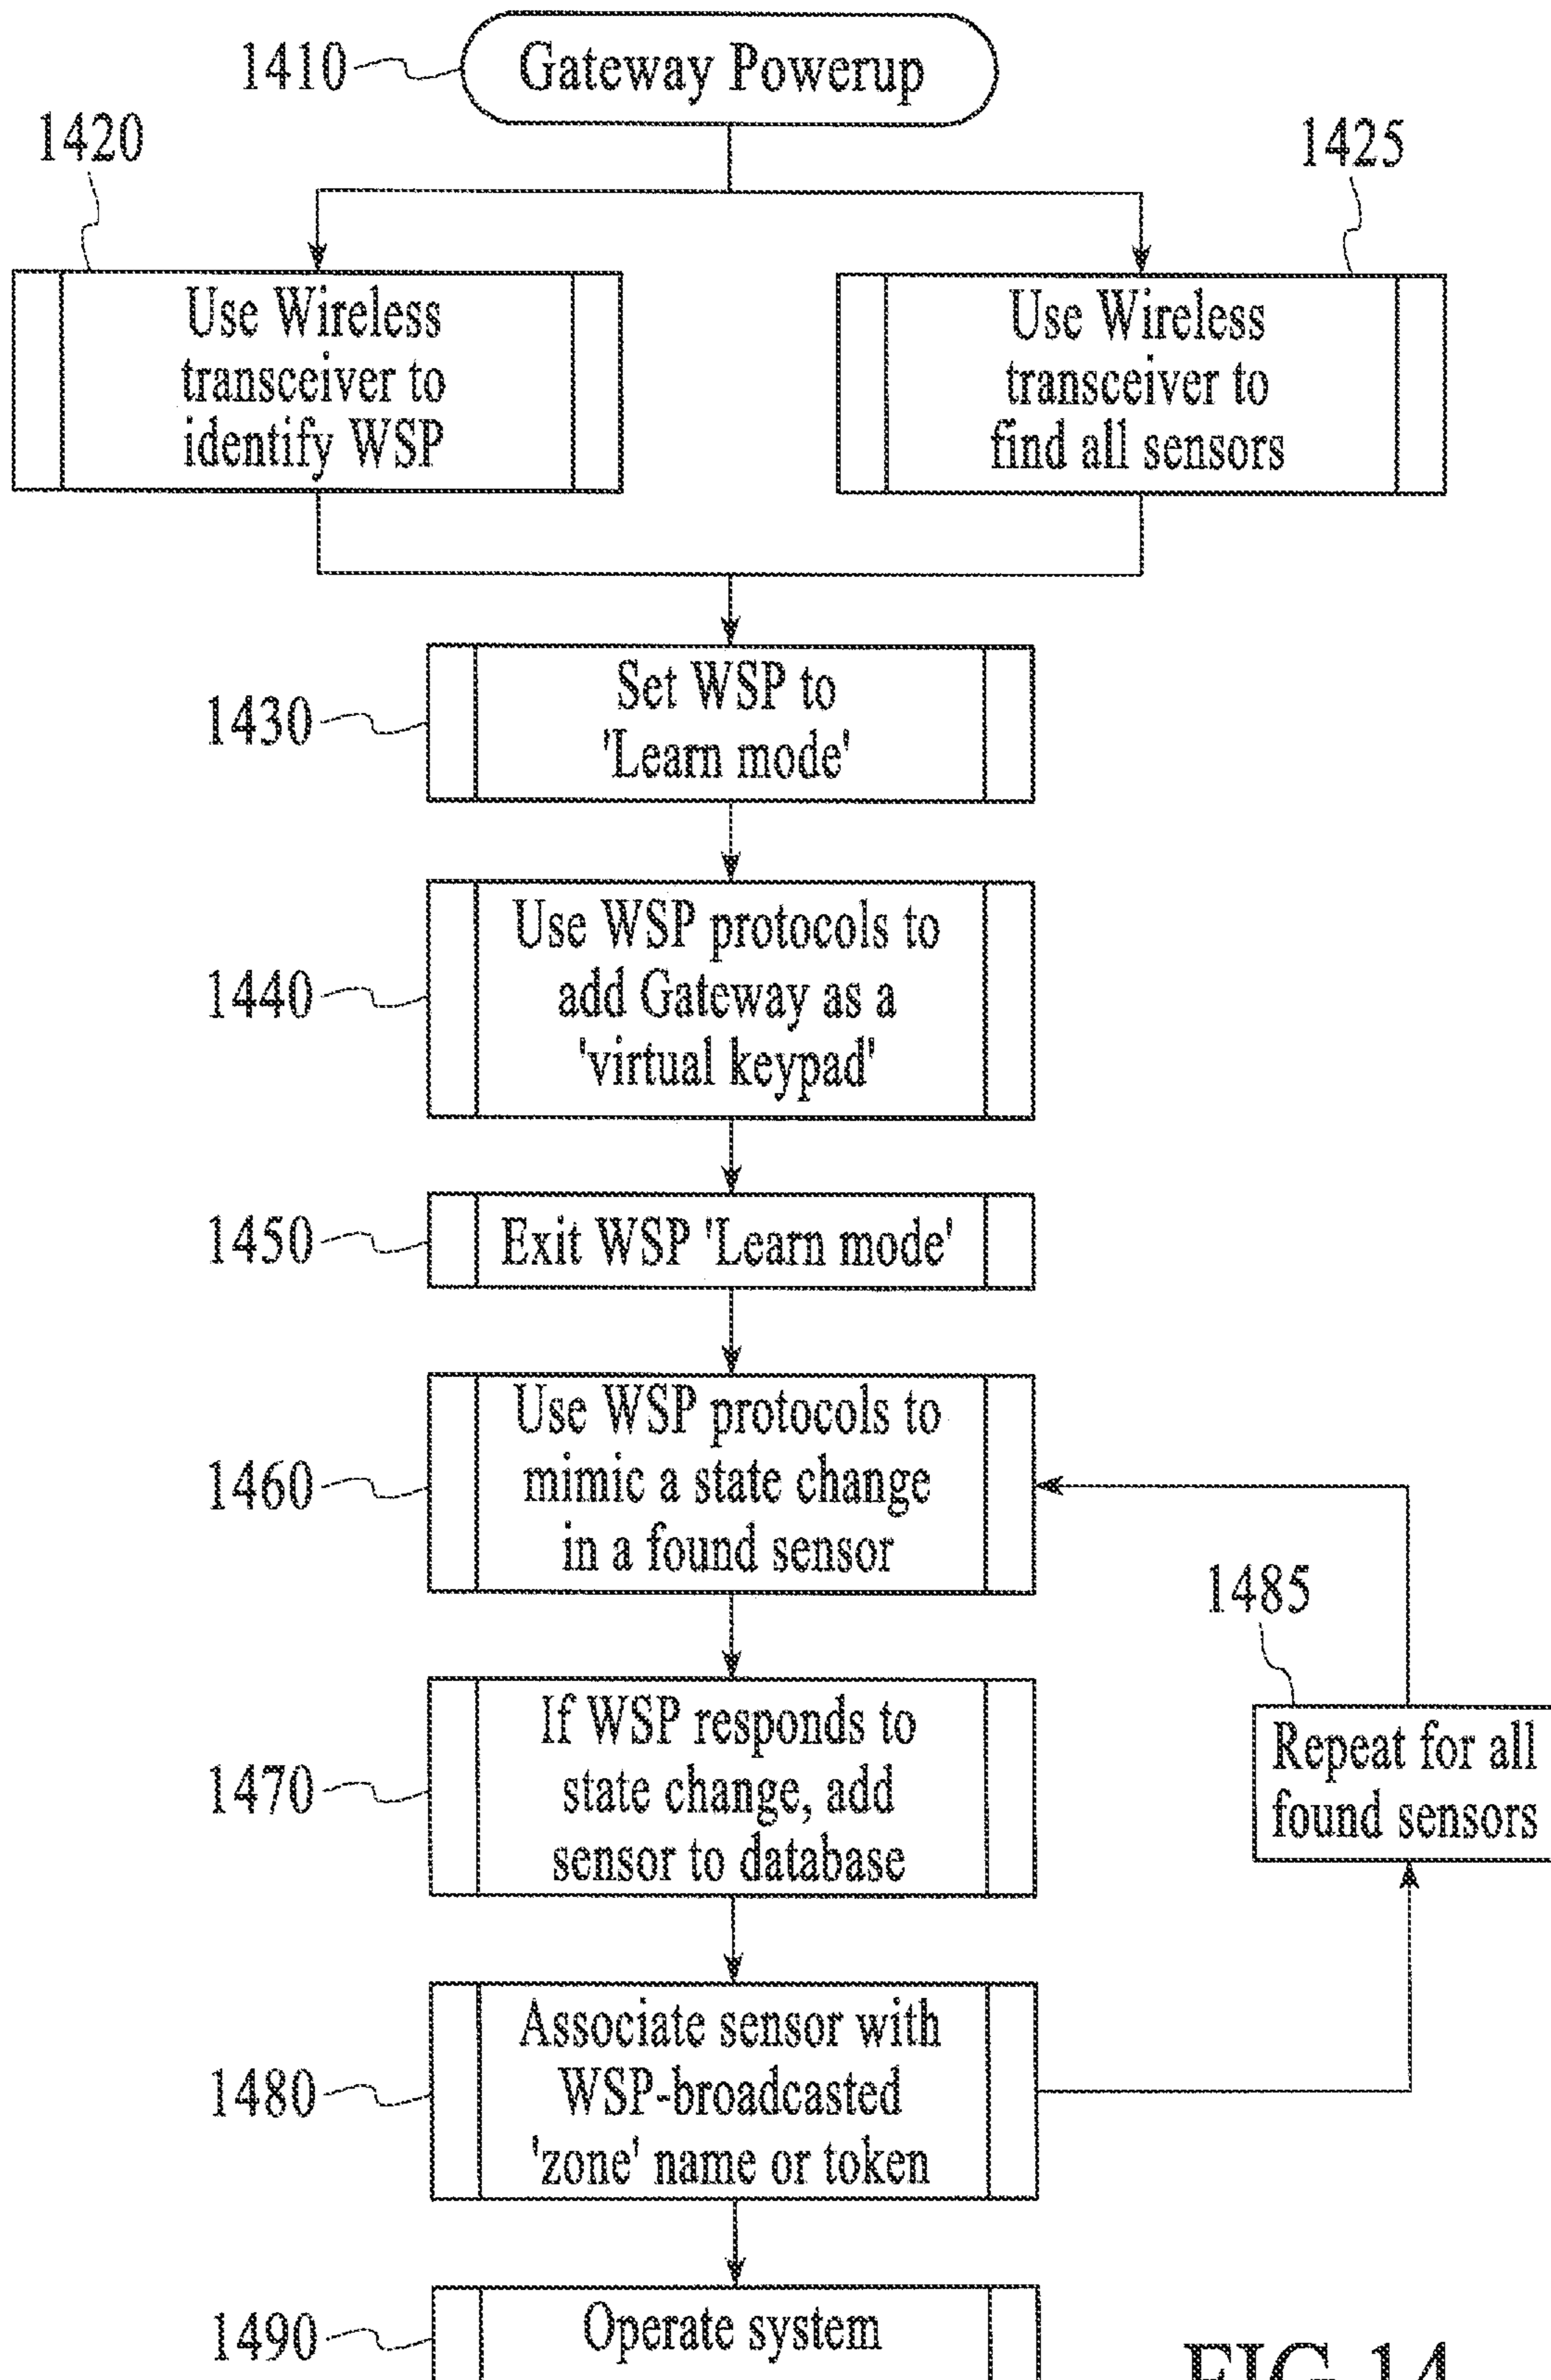 1410
Gateway Powerup
1420
1425
Use Wireless
transceiver to
identify WSP
Use Wireless
transceiver to
find all sensors
1430
Set WSP to
'Learn mode'
1440
Use WSP protocols to
add Gateway as a
'virtual keypad'
1450
Exit WSP 'Learn mode'
1460
Use WSP protocols to
mimic a state change
in a found sensor
1485
Repeat for all
found sensors
1470
If WSP responds to
state change, add
sensor to database
1480
Associate sensor with
WSP-broadcasted
'zone' name or token
1490
Operate system
FIG. 14